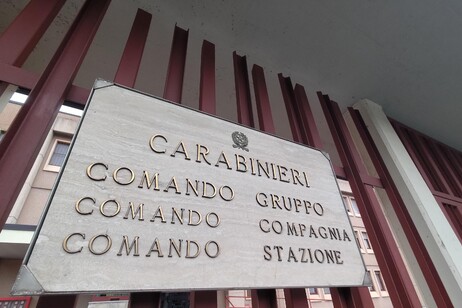 CARABINIERI
COMANDO GRUPPO
COMANDO COMPAGNIA
COMANDO STAZIONE